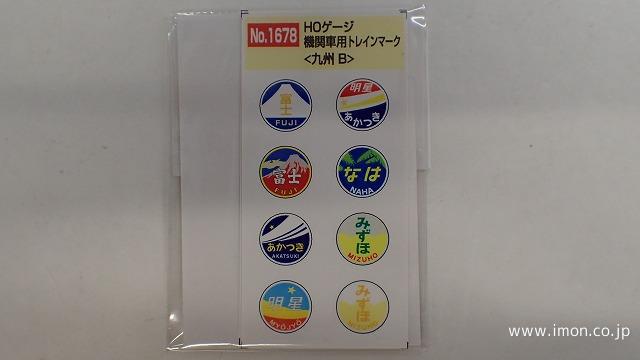 No.1678
HOゲージ
機関車用トレインマーク
<九州 B>
富士
FUJI
明星
あかつき
富士
FUJI
なは
NAHA
あかつき
AKATSUKI
みずほ
MIZUHO
明星
MYŌJYŌ
みずほ
MIZUHO
www.imon.co.jp